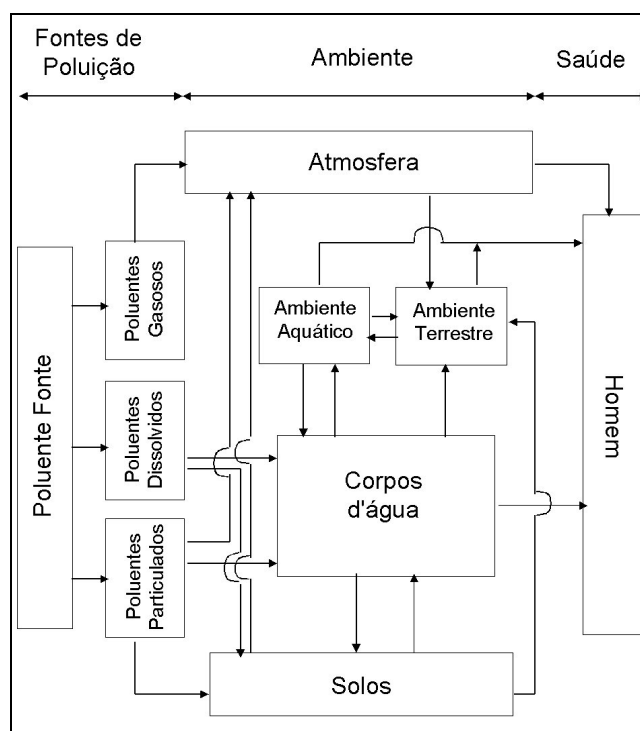 Fontes de
Poluição
Ambiente
Saúde
Atmosfera
Poluente Fonte
Poluentes
Gasosos
Ambiente
Aquático
Ambiente
Terrestre
Homem
Poluentes
Dissolvidos
Corpos
d'água
Poluentes
Particulados
Solos